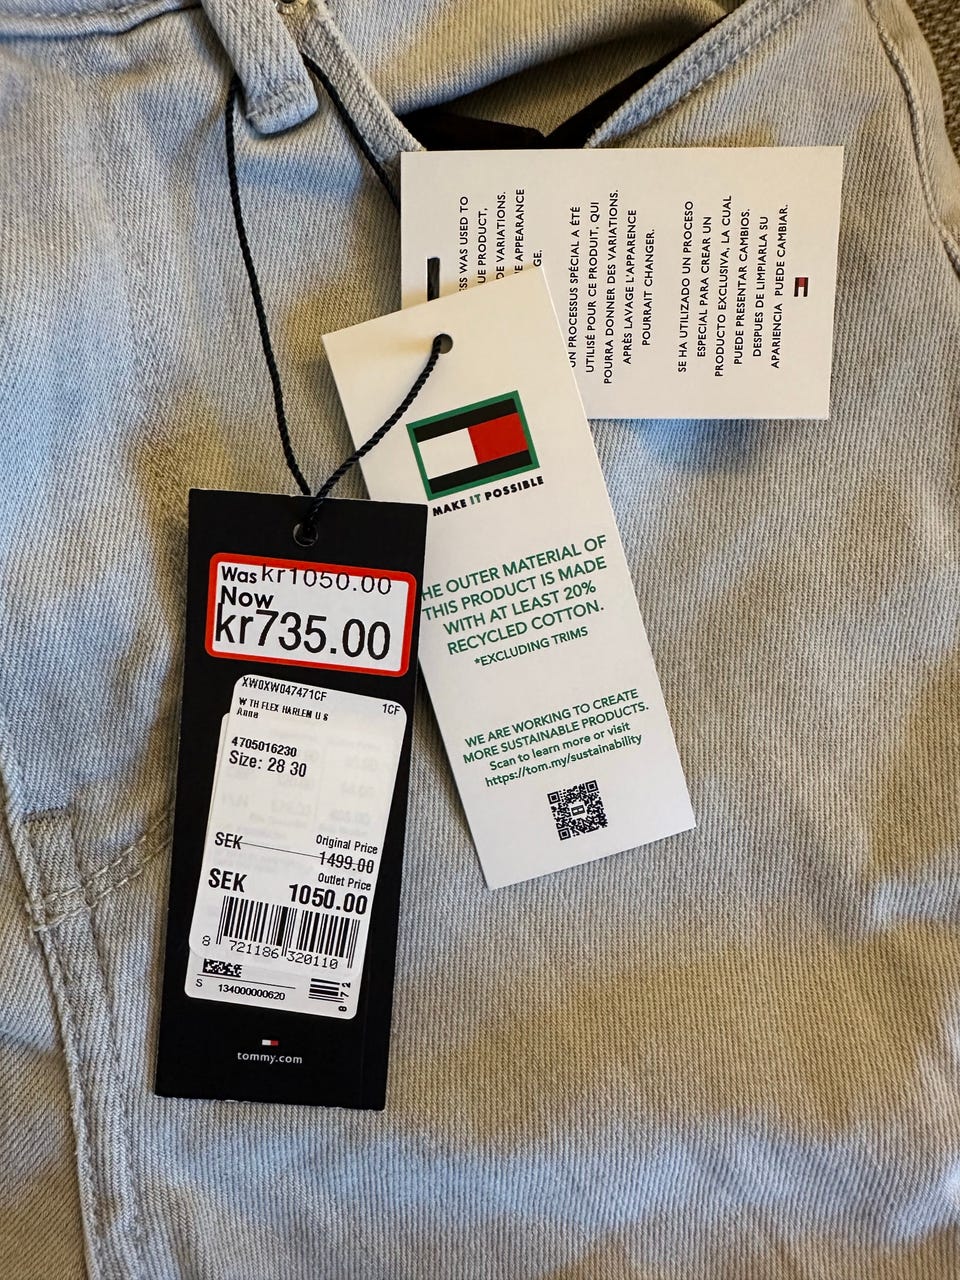 SS WAS USED TO
UE PRODUCT,
DE VARIATIONS.
E APPEARANCE
GE.
UN PROCESSUS SPÉCIAL A ÉTÉ
UTILISÉ POUR CE PRODUIT, QUI
POURRA DONNER DES VARIATIONS.
APRÈS LAVAGE L'APPARENCE
POURRAIT CHANGER.
SE HA UTILIZADO UN PROCESO
ESPECIAL PARA CREAR UN
PRODUCTO EXCLUSIVA, LA CUAL
PUEDE PRESENTAR CAMBIOS.
DESPUES DE LIMPIARLA SU
APARIENCIA PUEDE CAMBIAR.
MAKE IT POSSIBLE
HE OUTER MATERIAL OF
THIS PRODUCT IS MADE
WITH AT LEAST 20%
RECYCLED COTTON.
*EXCLUDING TRIMS
WE ARE WORKING TO CREATE
MORE SUSTAINABLE PRODUCTS.
Scan to learn more or visit
https://tom.my/sustainability
Was kr1050.00
Now
kr735.00
XW0XW047471CF
1CF
W TH FLEX HARLEM U S
Anna
4705016230
Size: 28 30
Original Price
SEK 1499.00
Outlet Price
SEK 1050.00
8 721186 320110
S 134000000620
872
tommy.com